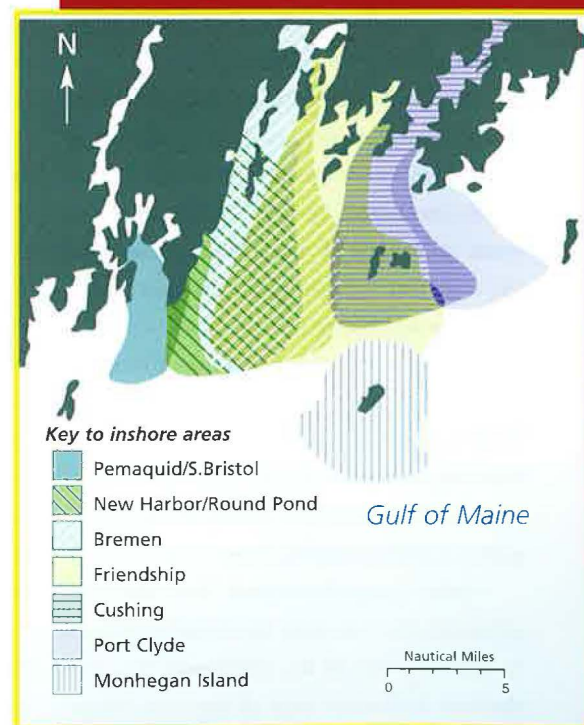 N
Key to inshore areas
Pemaquid/S.Bristol
New Harbor/Round Pond
Bremen
Friendship
Cushing
Port Clyde
Monhegan Island
Gulf of Maine
Nautical Miles
0 5